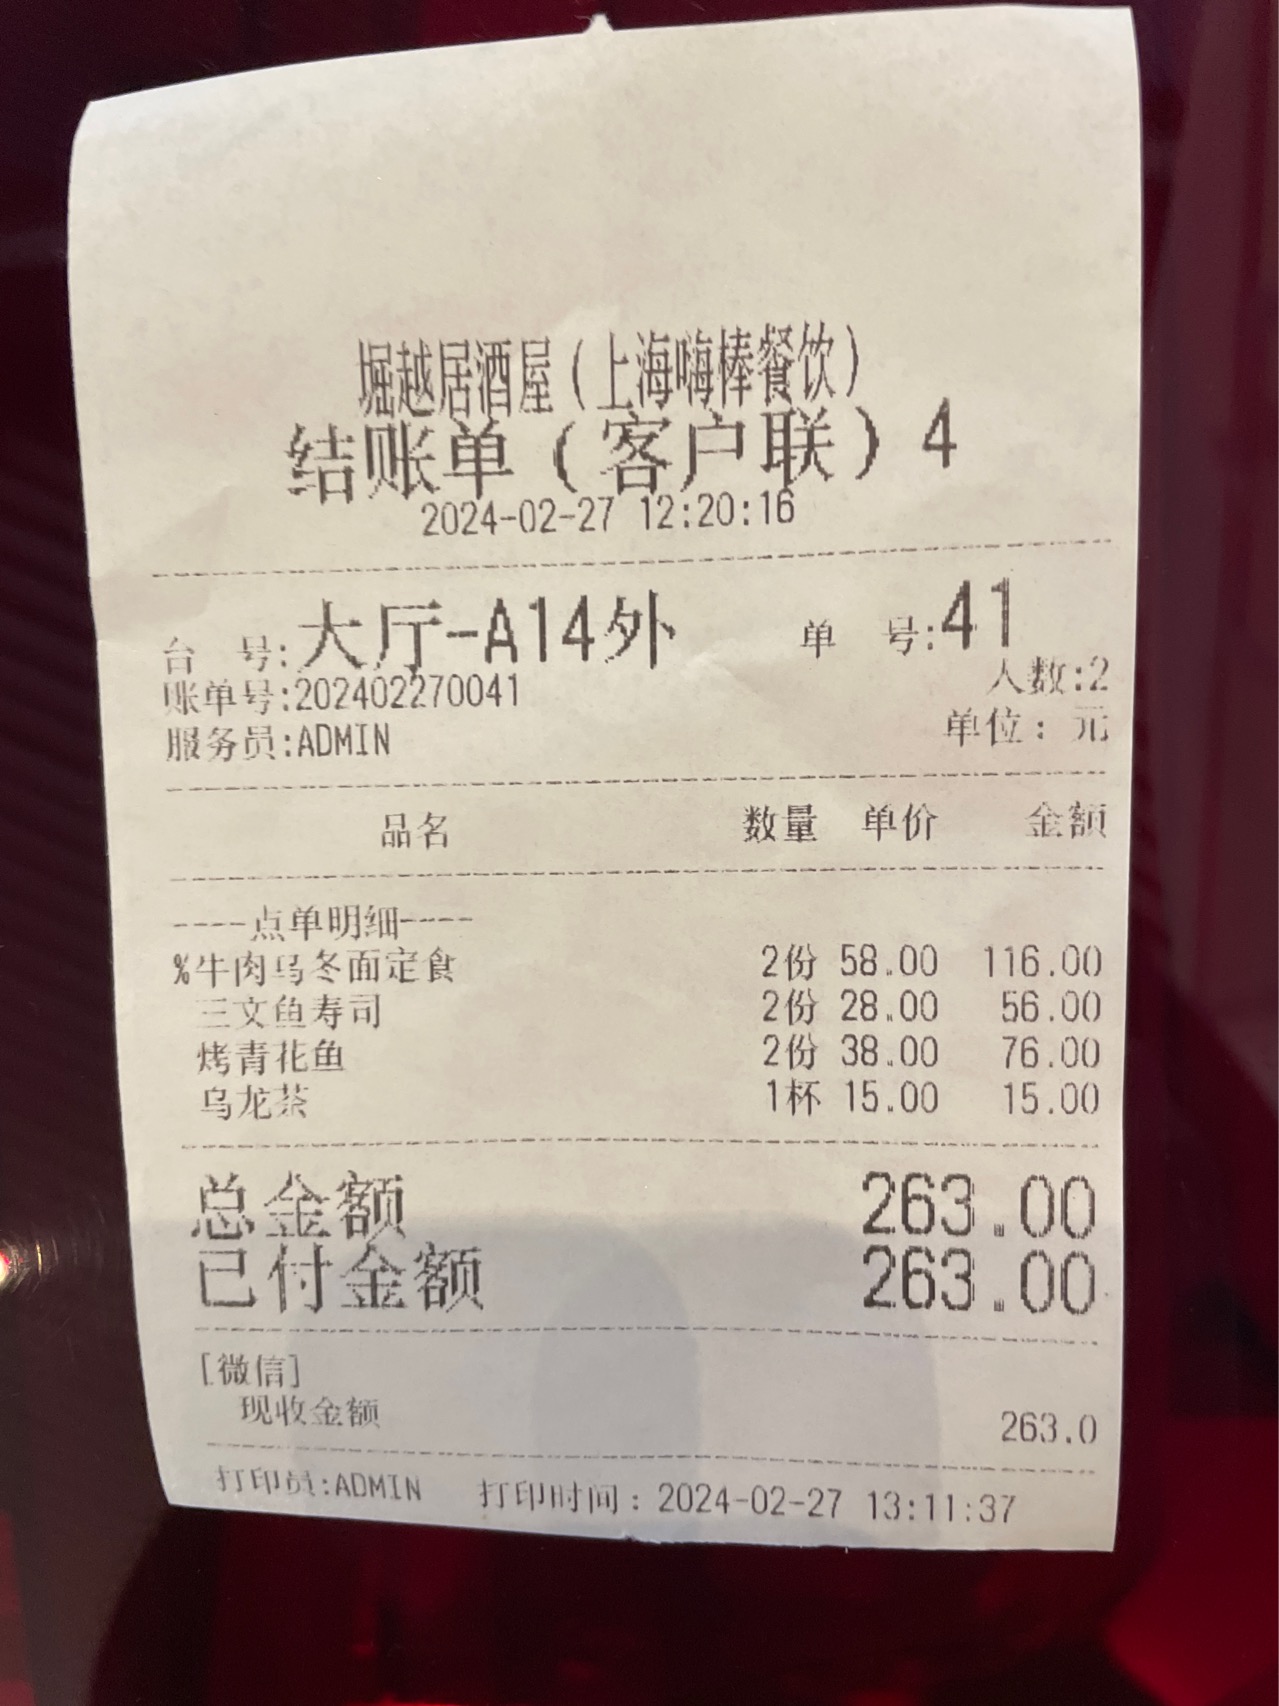 堀越居酒屋(上海嗨棒餐饮)
结账单(客户联)4
2024-02-27 12:20:16
台 号:大厅-A14外 单 号:41
人数:2
账单号:202402270041
服务员:ADMIN 单位: 元
品名 数量 单价 金额
----点单明细----
%牛肉乌冬面定食 2份 58.00 116.00
三文鱼寿司 2份 28.00 56.00
烤青花鱼 2份 38.00 76.00
乌龙茶 1杯 15.00 15.00
总金额 263.00
已付金额 263.00
[微信]
现收金额 263.0
打印员:ADMIN 打印时间: 2024-02-27 13:11:37